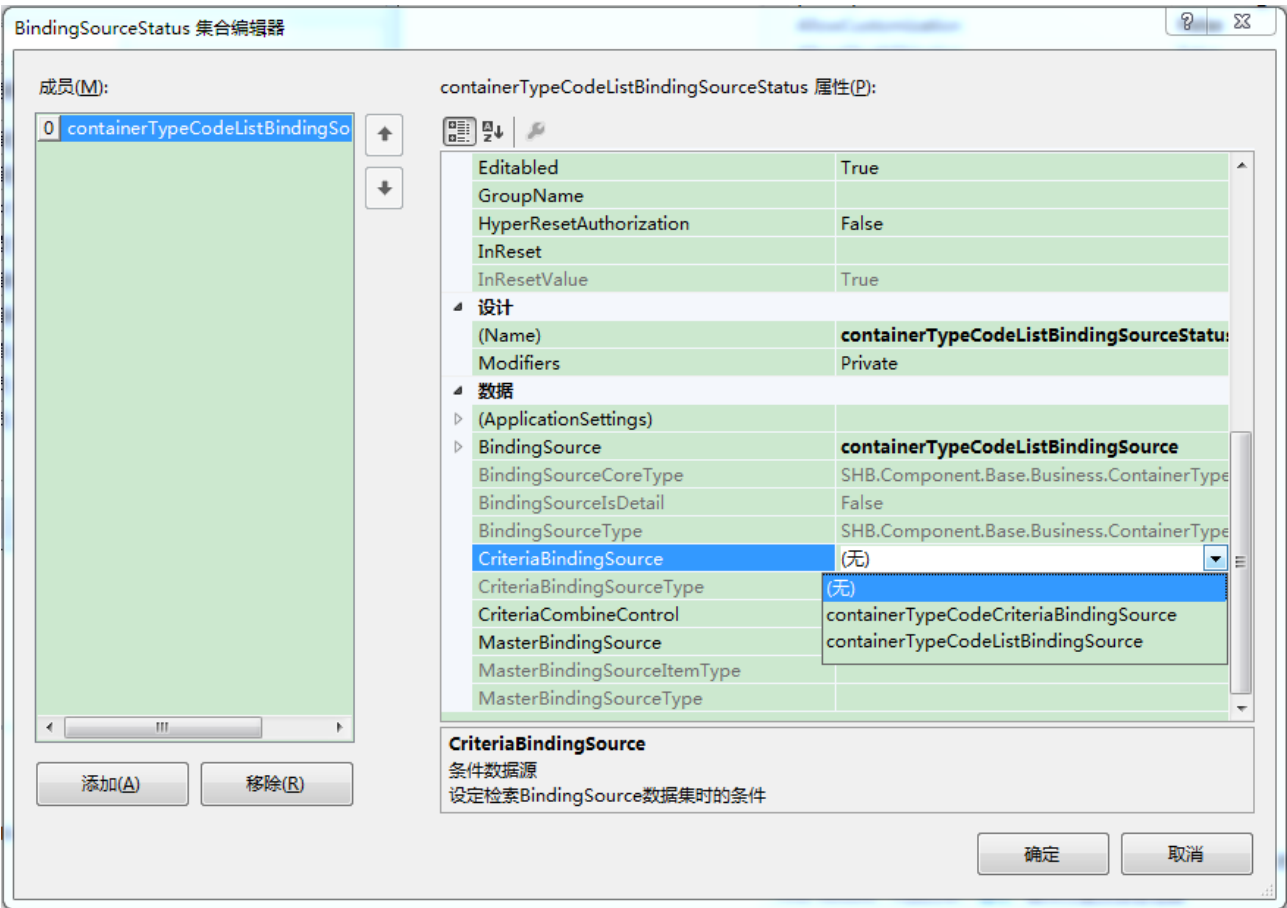 BindingSourceStatus 集合编辑器
成员(M):
containerTypeCodeListBindingSourceStatus 属性(P):
0 containerTypeCodeListBindingSo
Editabled True
GroupName
HyperResetAuthorization False
InReset
InResetValue True
设计
(Name) containerTypeCodeListBindingSourceStatu
Modifiers Private
数据
(ApplicationSettings)
BindingSource containerTypeCodeListBindingSource
BindingSourceCoreType SHB.Component.Base.Business.ContainerType
BindingSourceIsDetail False
BindingSourceType SHB.Component.Base.Business.ContainerType
CriteriaBindingSource (无)
CriteriaBindingSourceType (无)
CriteriaCombineControl containerTypeCodeCriteriaBindingSource
MasterBindingSource containerTypeCodeListBindingSource
MasterBindingSourceItemType
MasterBindingSourceType
CriteriaBindingSource
条件数据源
设定检索BindingSource数据集时的条件
添加(A) 移除(R)
确定 取消